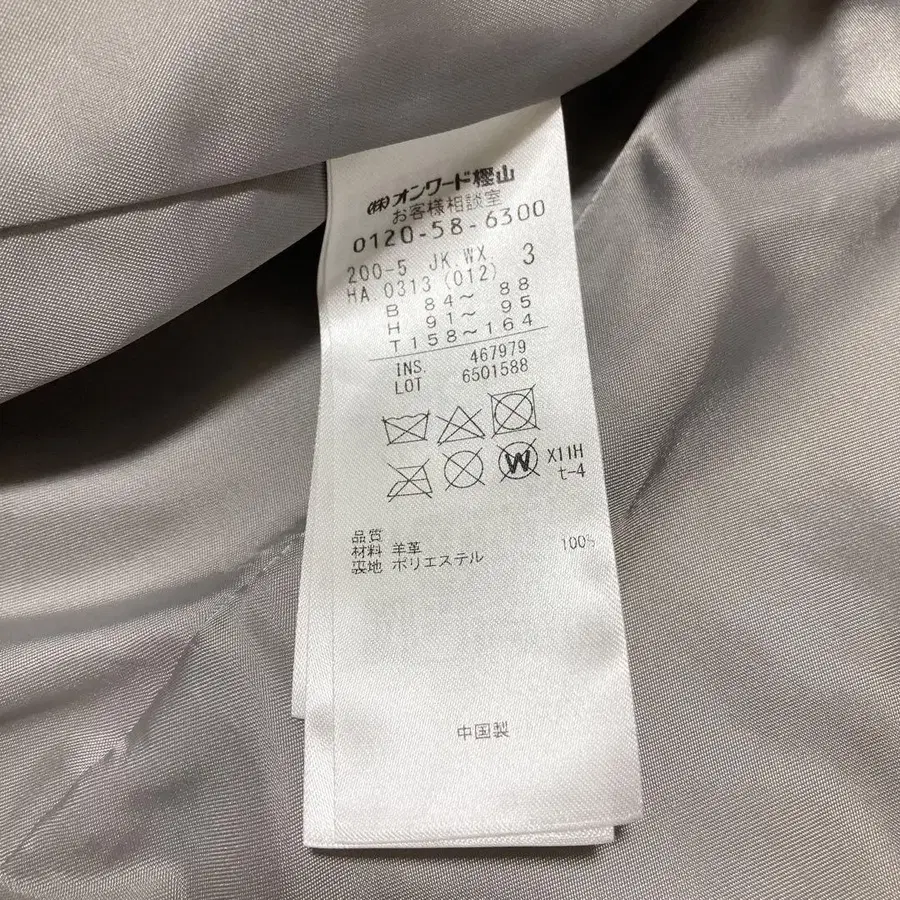 ㈱オンワード樫山
お客様相談室
0120-58-6300
200-5 JK.WX. 3
HA.0313 (012)
B 84〜 88
H 91〜 95
T158〜164
INS. 467979
LOT 6501588
W X11H
t-4
品質
材料 羊革
裏地 ポリエステル 100%
中国製